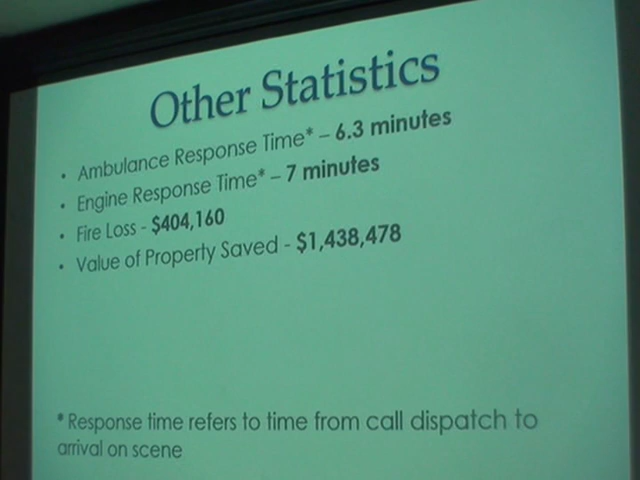 Other Statistics
• Ambulance Response Time* – 6.3 minutes
• Engine Response Time* – 7 minutes
• Fire Loss - $404,160
• Value of Property Saved - $1,438,478
* Response time refers to time from call dispatch to
arrival on scene